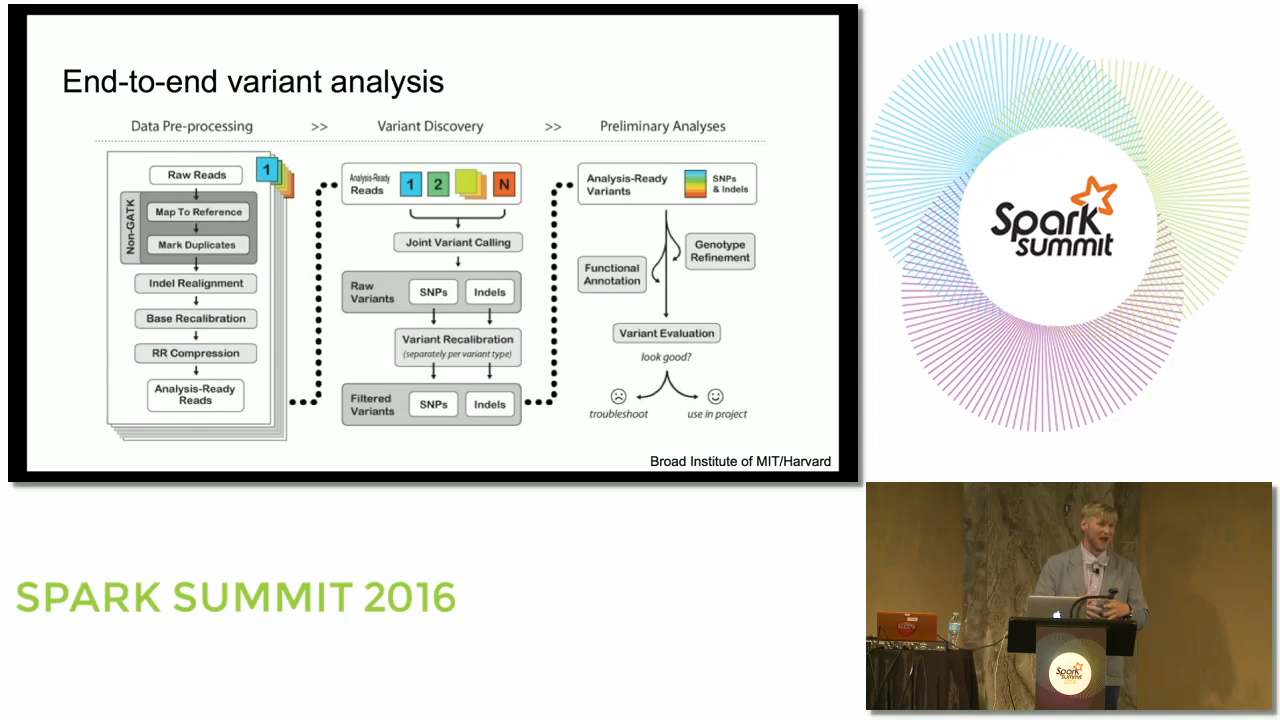 End-to-end variant analysis
Data Pre-processing >> Variant Discovery >> Preliminary Analyses
Raw Reads
1
Non-GATK
Map To Reference
Mark Duplicates
Indel Realignment
Base Recalibration
RR Compression
Analysis-Ready
Reads
Analysis-Ready
Reads
1 2 N
Joint Variant Calling
Raw
Variants
SNPs
Indels
Variant Recalibration
(separately per variant type)
Filtered
Variants
SNPs
Indels
Analysis-Ready
Variants
SNPs
& Indels
Genotype
Refinement
Functional
Annotation
Variant Evaluation
look good?
troubleshoot
use in project
Broad Institute of MIT/Harvard
Spark
summit
SPARK SUMMIT 2016
Spark
summit
2016